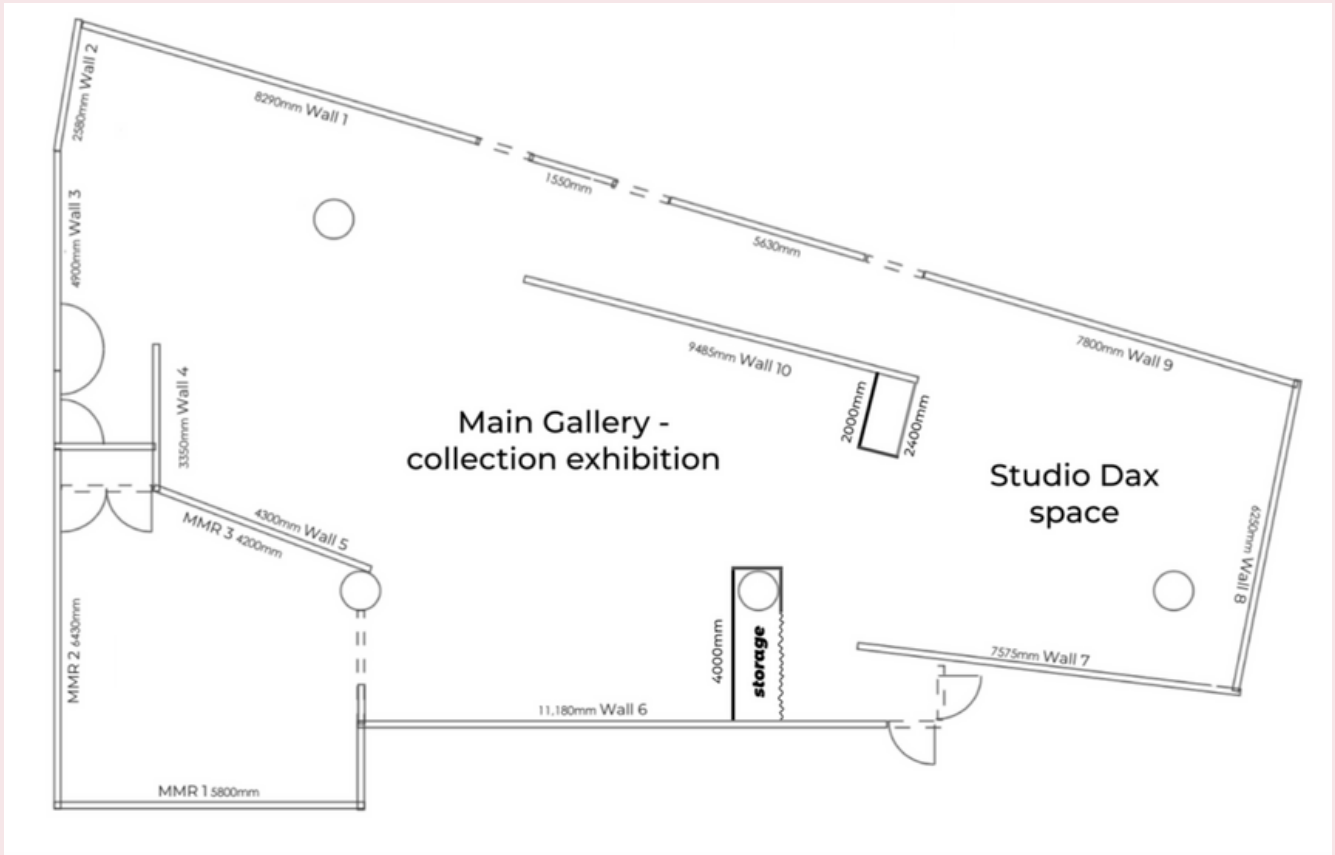 2580mm Wall 2
8290mm Wall 1
1550mm
5630mm
7800mm Wall 9
4900mm Wall 3
9485mm Wall 10
2000mm
2400mm
3350mm Wall 4
Main Gallery -
collection exhibition
Studio Dax
space
4300mm Wall 5
MMR 3 4200mm
6250mm Wall 8
MMR 2 6430mm
4000mm
storage
7575mm Wall 7
11,180mm Wall 6
MMR 1 5800mm